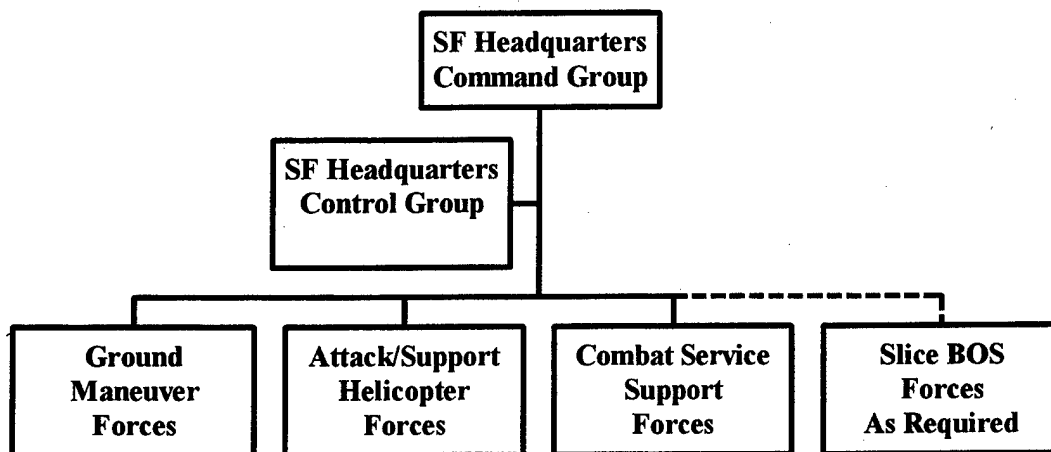 SF Headquarters
Command Group
SF Headquarters
Control Group
Ground
Maneuver
Forces
Attack/Support
Helicopter
Forces
Combat Service
Support
Forces
Slice BOS
Forces
As Required